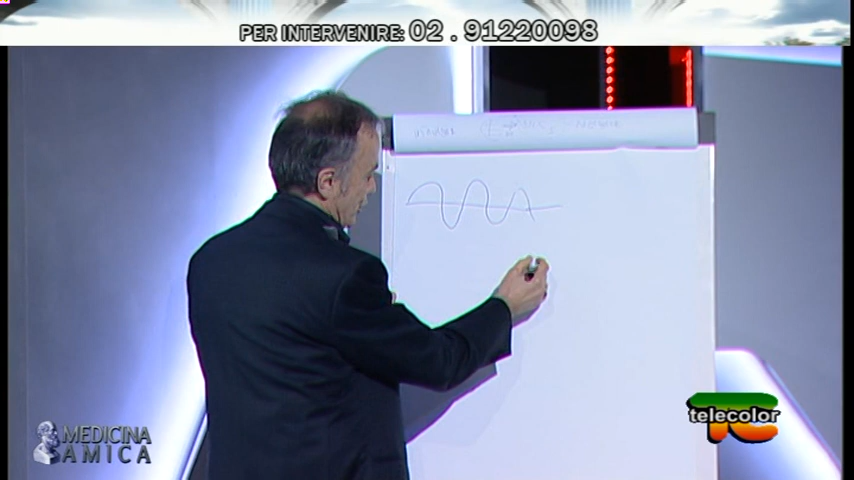 PER INTERVENIRE: 02 . 91220098
telecolor
MEDICINA
AMICA